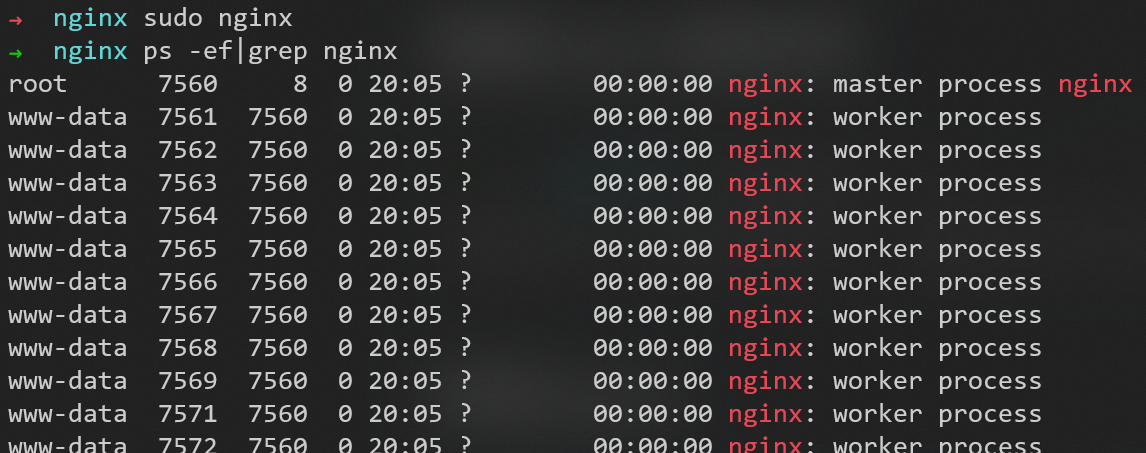 → nginx sudo nginx
→ nginx ps -ef|grep nginx
root 7560 8 0 20:05 ? 00:00:00 nginx: master process nginx
www-data 7561 7560 0 20:05 ? 00:00:00 nginx: worker process
www-data 7562 7560 0 20:05 ? 00:00:00 nginx: worker process
www-data 7563 7560 0 20:05 ? 00:00:00 nginx: worker process
www-data 7564 7560 0 20:05 ? 00:00:00 nginx: worker process
www-data 7565 7560 0 20:05 ? 00:00:00 nginx: worker process
www-data 7566 7560 0 20:05 ? 00:00:00 nginx: worker process
www-data 7567 7560 0 20:05 ? 00:00:00 nginx: worker process
www-data 7568 7560 0 20:05 ? 00:00:00 nginx: worker process
www-data 7569 7560 0 20:05 ? 00:00:00 nginx: worker process
www-data 7571 7560 0 20:05 ? 00:00:00 nginx: worker process
www-data 7572 7560 0 20:05 ? 00:00:00 nginx: worker process